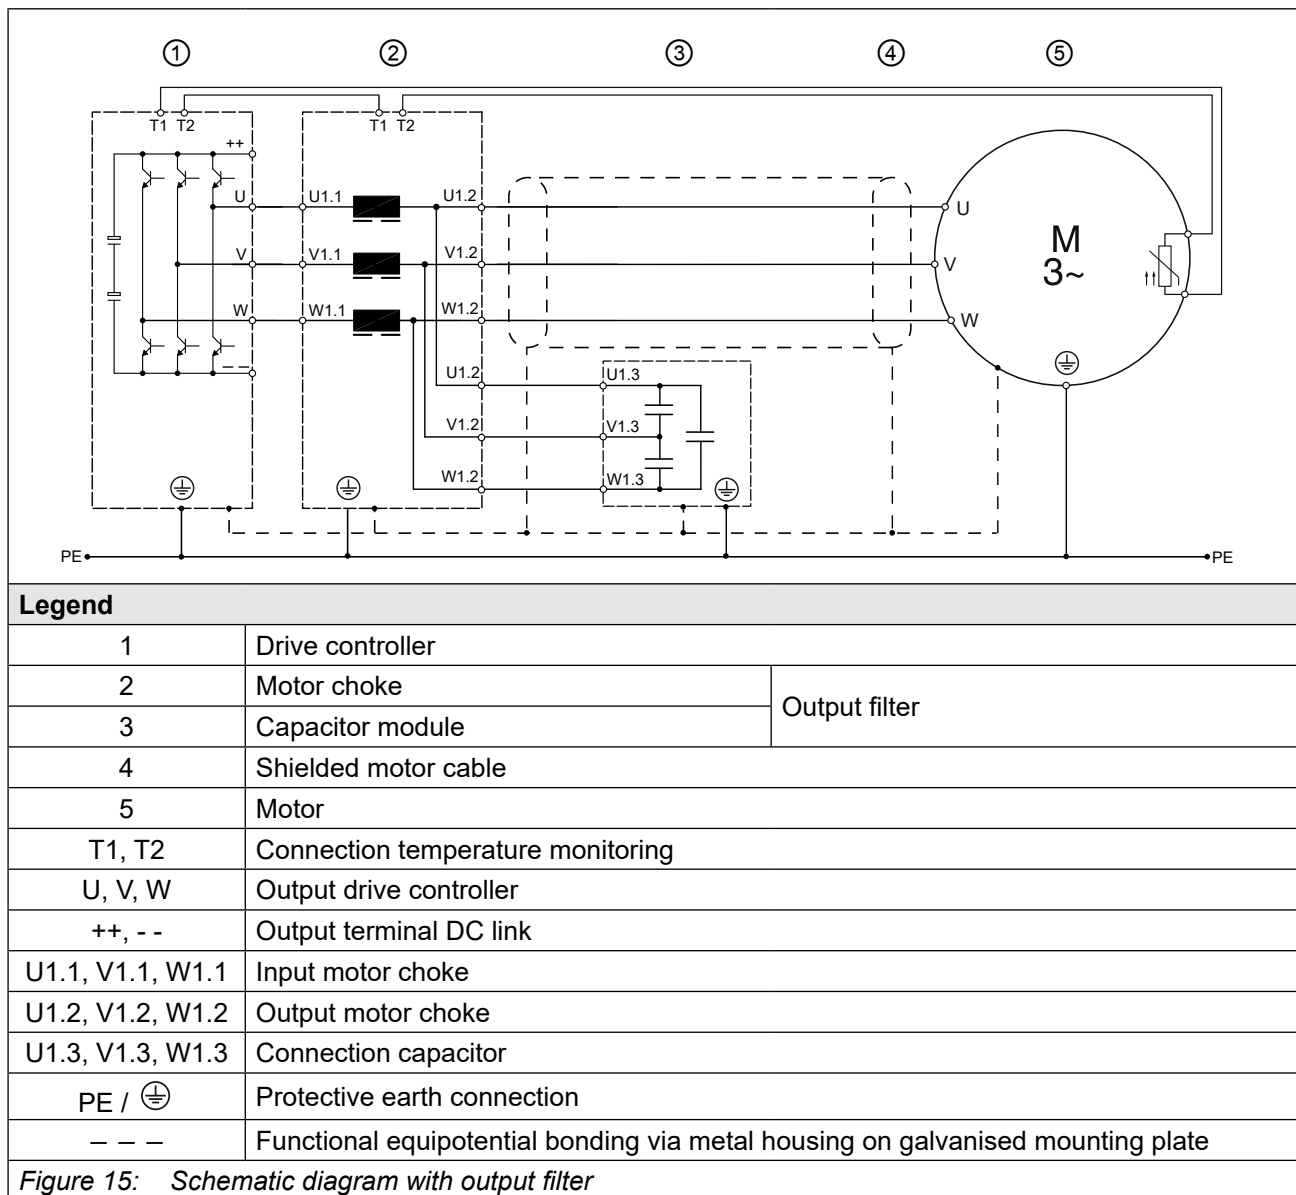 ① ② ③ ④ ⑤
T1 T2 T1 T2
++
U U1.1 U1.2 U
M
3~
V V1.1 V1.2 V
W W1.1 W1.2 W
– –
U1.2 U1.3
V1.2 V1.3
W1.2 W1.3
PE PE
Legend
1 Drive controller
2 Motor choke Output filter
3 Capacitor module
4 Shielded motor cable
5 Motor
T1, T2 Connection temperature monitoring
U, V, W Output drive controller
++, - - Output terminal DC link
U1.1, V1.1, W1.1 Input motor choke
U1.2, V1.2, W1.2 Output motor choke
U1.3, V1.3, W1.3 Connection capacitor
PE / Protective earth connection
– – – Functional equipotential bonding via metal housing on galvanised mounting plate
Figure 15: Schematic diagram with output filter